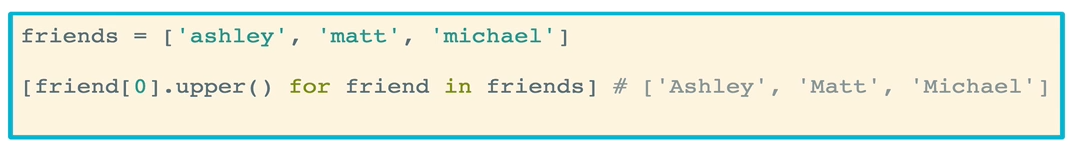 friends = ['ashley', 'matt', 'michael']
[friend[0].upper() for friend in friends] # ['Ashley', 'Matt', 'Michael']